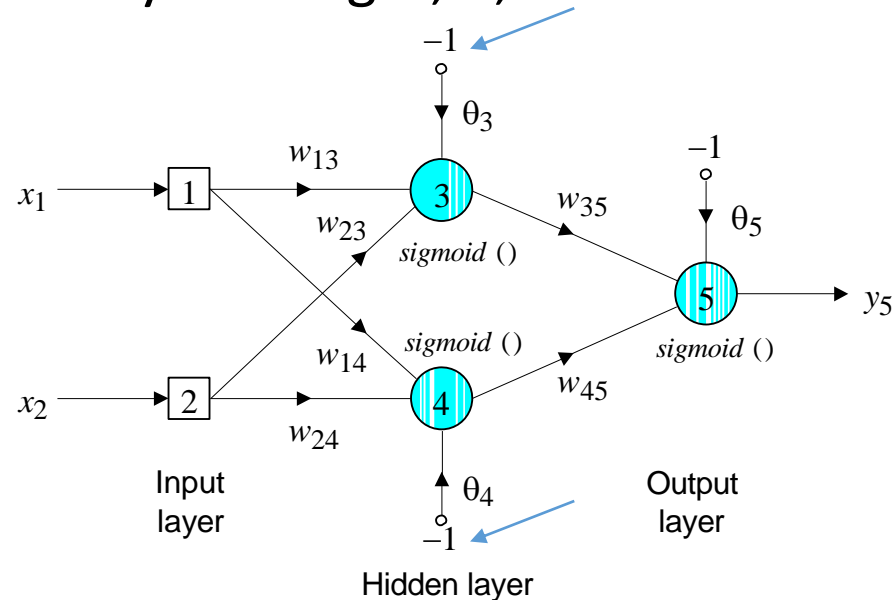 −1
θ3
−1
w13
x1
1
3
w35
w23
θ5
sigmoid ()
5
y5
sigmoid ()
sigmoid ()
w14
x2
2
4
w45
w24
Input
layer
θ4
Output
layer
−1
Hidden layer